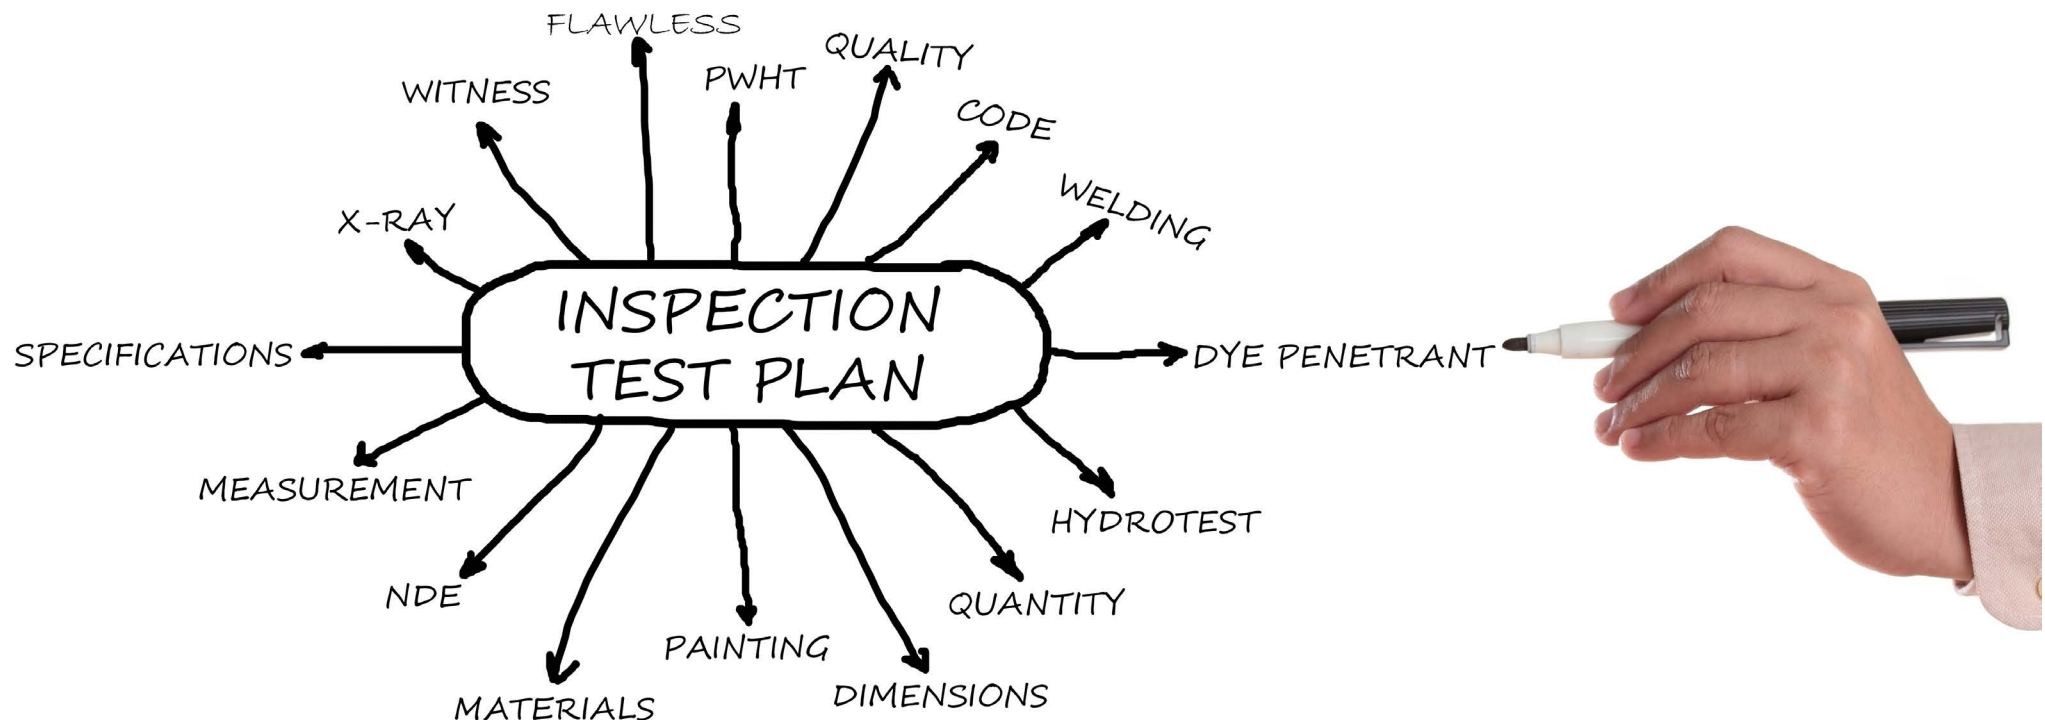 FLAWLESS
QUALITY
PWHT
WITNESS
CODE
WELDING
X-RAY
INSPECTION
TEST PLAN
SPECIFICATIONS
DYE PENETRANT
MEASUREMENT
HYDROTEST
NDE
QUANTITY
PAINTING
DIMENSIONS
MATERIALS